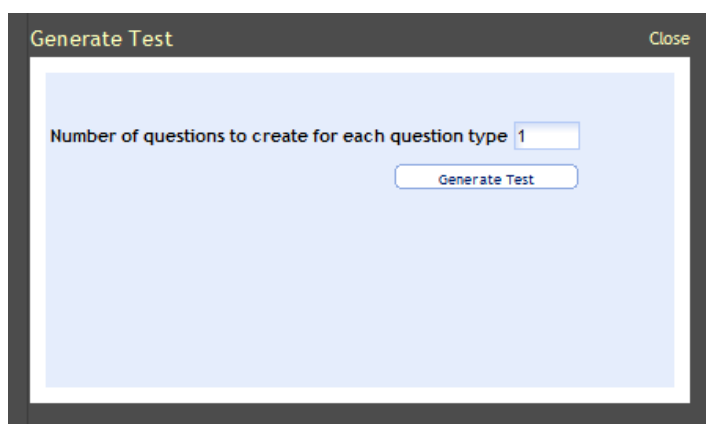 Generate Test Close
Number of questions to create for each question type 1
Generate Test